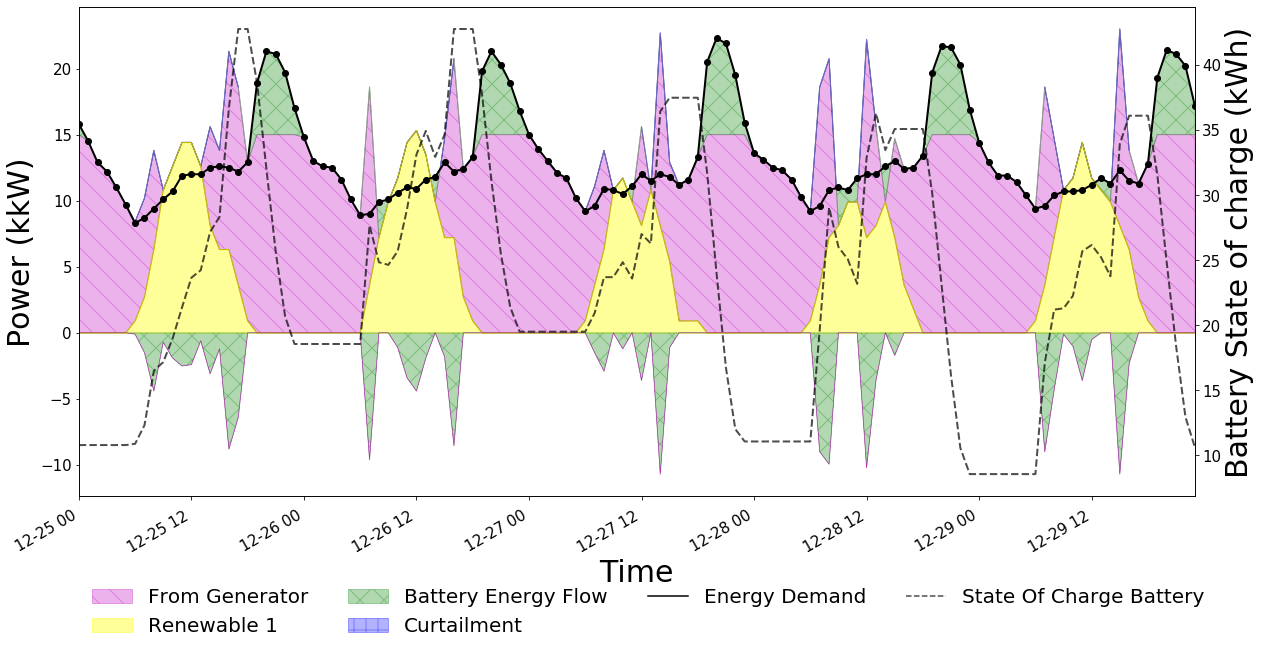 Power (kkW)
20
15
10
5
0
−5
−10
40
35
30
25
20
15
10
Battery State of charge (kWh)
12-25 00
12-25 12
12-26 00
12-26 12
12-27 00
12-27 12
12-28 00
12-28 12
12-29 00
12-29 12
Time
From Generator
Battery Energy Flow
Energy Demand
State Of Charge Battery
Renewable 1
Curtailment